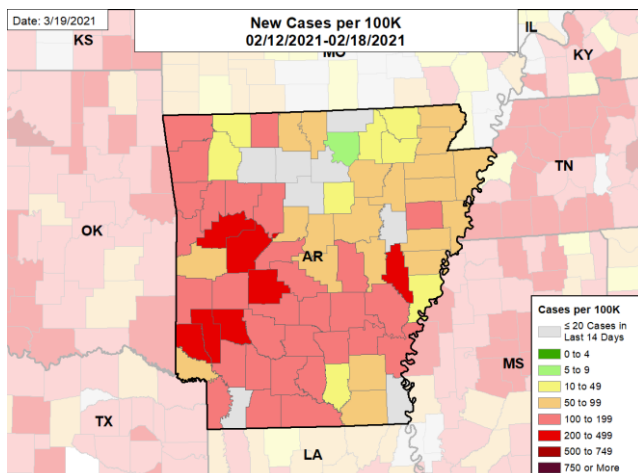 Date: 3/19/2021
New Cases per 100K
02/12/2021-02/18/2021
KS
MO
IL
KY
OK
AR
TN
MS
TX
LA
Cases per 100K
≤ 20 Cases in
Last 14 Days
0 to 4
5 to 9
10 to 49
50 to 99
100 to 199
200 to 499
500 to 749
750 or More